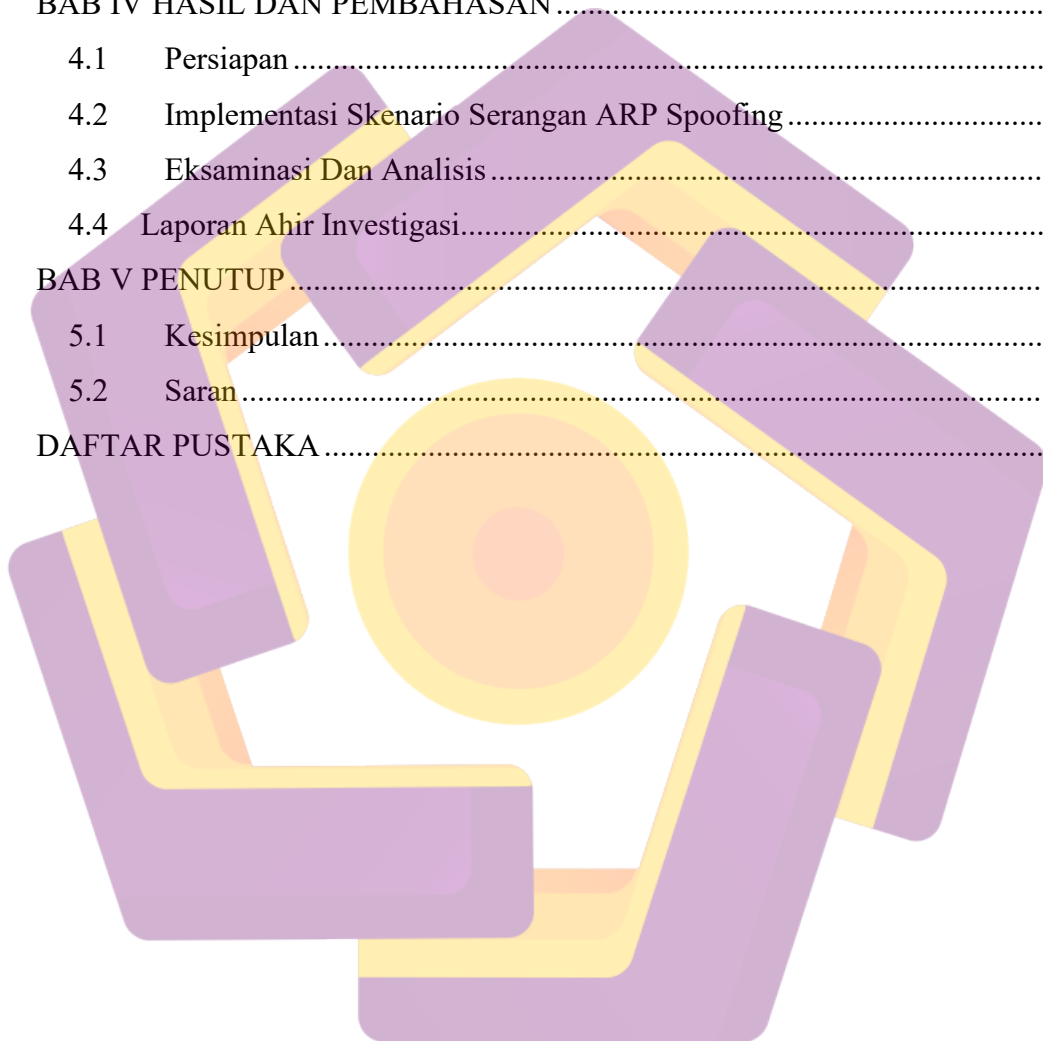 BAB IV HASIL DAN PEMBAHASAN................................................................
4.1 Persiapan................................................................................................
4.2 Implementasi Skenario Serangan ARP Spoofing................................
4.3 Eksaminasi Dan Analisis......................................................................
4.4 Laporan Ahir Investigasi.........................................................................
BAB V PENUTUP................................................................................................
5.1 Kesimpulan............................................................................................
5.2 Saran......................................................................................................
DAFTAR PUSTAKA...........................................................................................